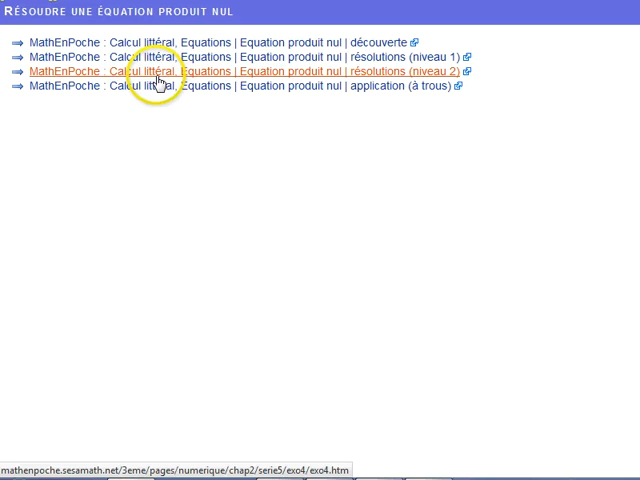 RÉSOUDRE UNE ÉQUATION PRODUIT NUL
MathEnPoche : Calcul littéral, Equations | Equation produit nul | découverte
MathEnPoche : Calcul littéral, Equations | Equation produit nul | résolutions (niveau 1)
MathEnPoche : Calcul littéral, Equations | Equation produit nul | résolutions (niveau 2)
MathEnPoche : Calcul littéral, Equations | Equation produit nul | application (à trous)
mathenpoche.sesamath.net/3eme/pages/numerique/chap2/serie5/exo4/exo4.htm